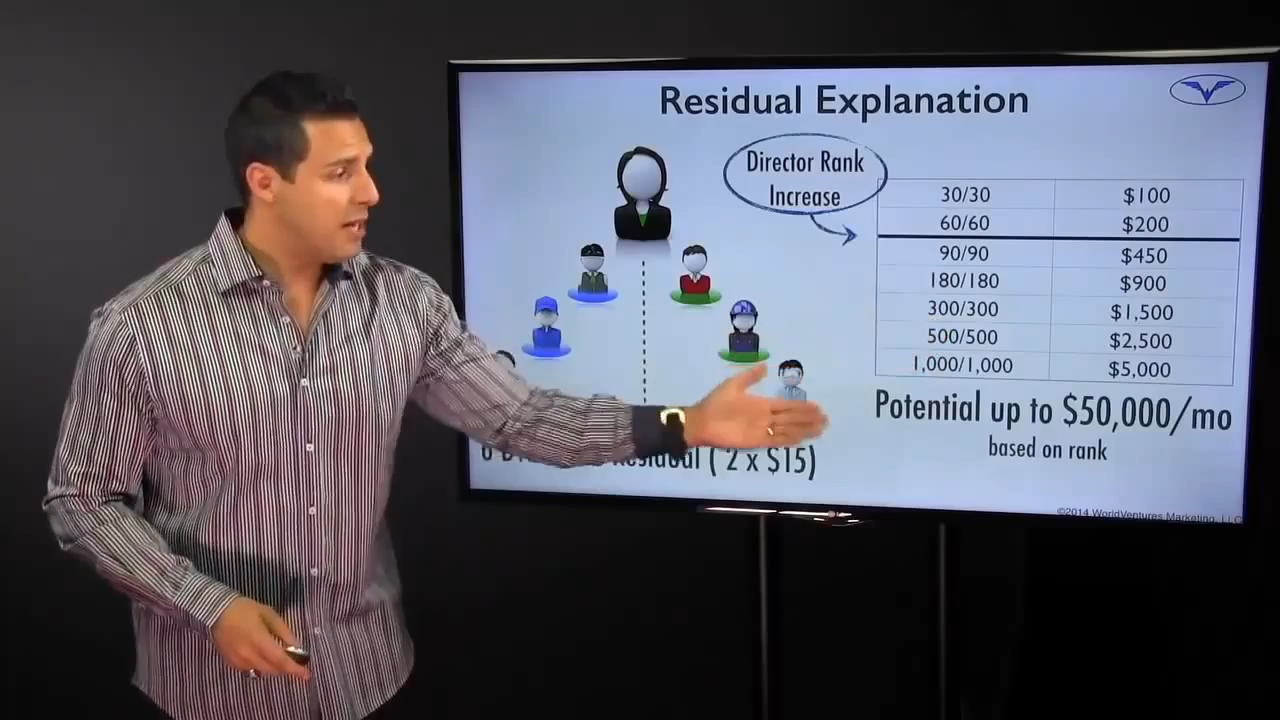 Residual Explanation
Director Rank
Increase
30/30 $100
60/60 $200
90/90 $450
180/180 $900
300/300 $1,500
500/500 $2,500
1,000/1,000 $5,000
Potential up to $50,000/mo
based on rank
Residual ( 2 x $15)
©2014 WorldVentures Marketing, LLC